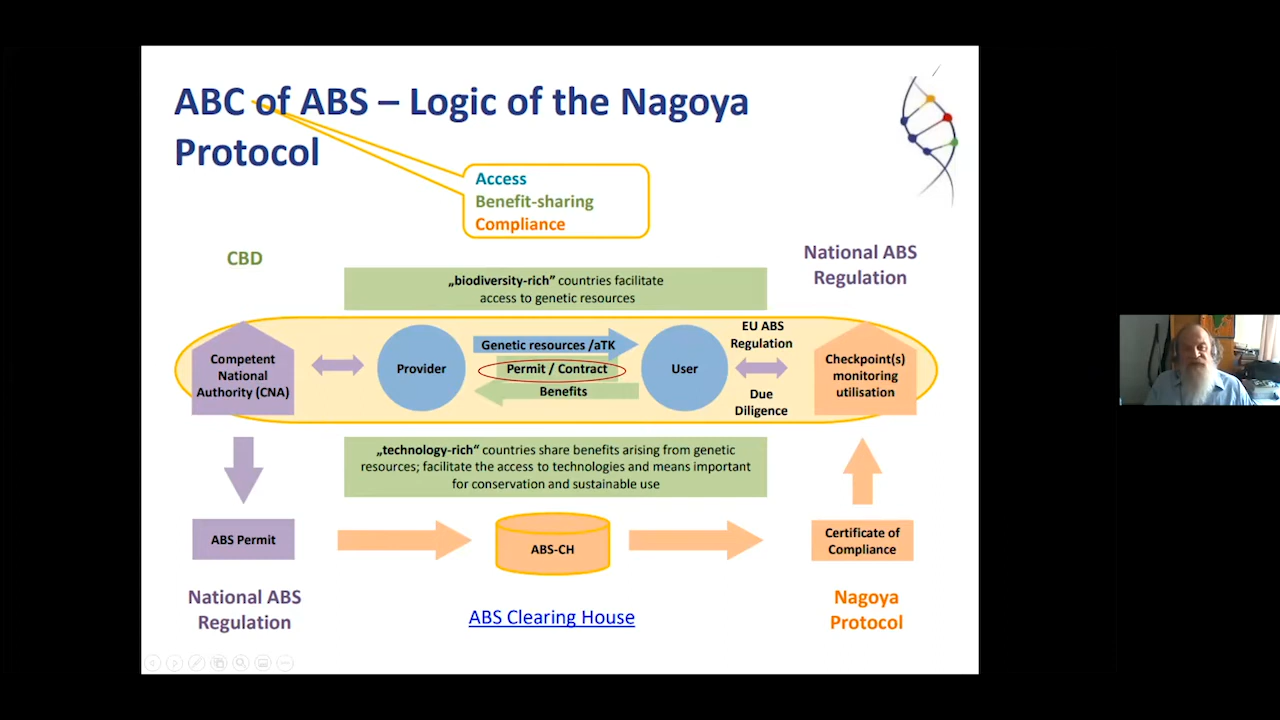 ABC of ABS – Logic of the Nagoya
Protocol
Access
Benefit-sharing
Compliance
CBD
National ABS
Regulation
„biodiversity-rich” countries facilitate
access to genetic resources
Competent
National
Authority (CNA)
Provider
Genetic resources /aTK
Permit / Contract
Benefits
User
EU ABS
Regulation
Due
Diligence
Checkpoint(s)
monitoring
utilisation
„technology-rich“ countries share benefits arising from genetic
resources; facilitate the access to technologies and means important
for conservation and sustainable use
ABS Permit
ABS-CH
Certificate of
Compliance
National ABS
Regulation
ABS Clearing House
Nagoya
Protocol